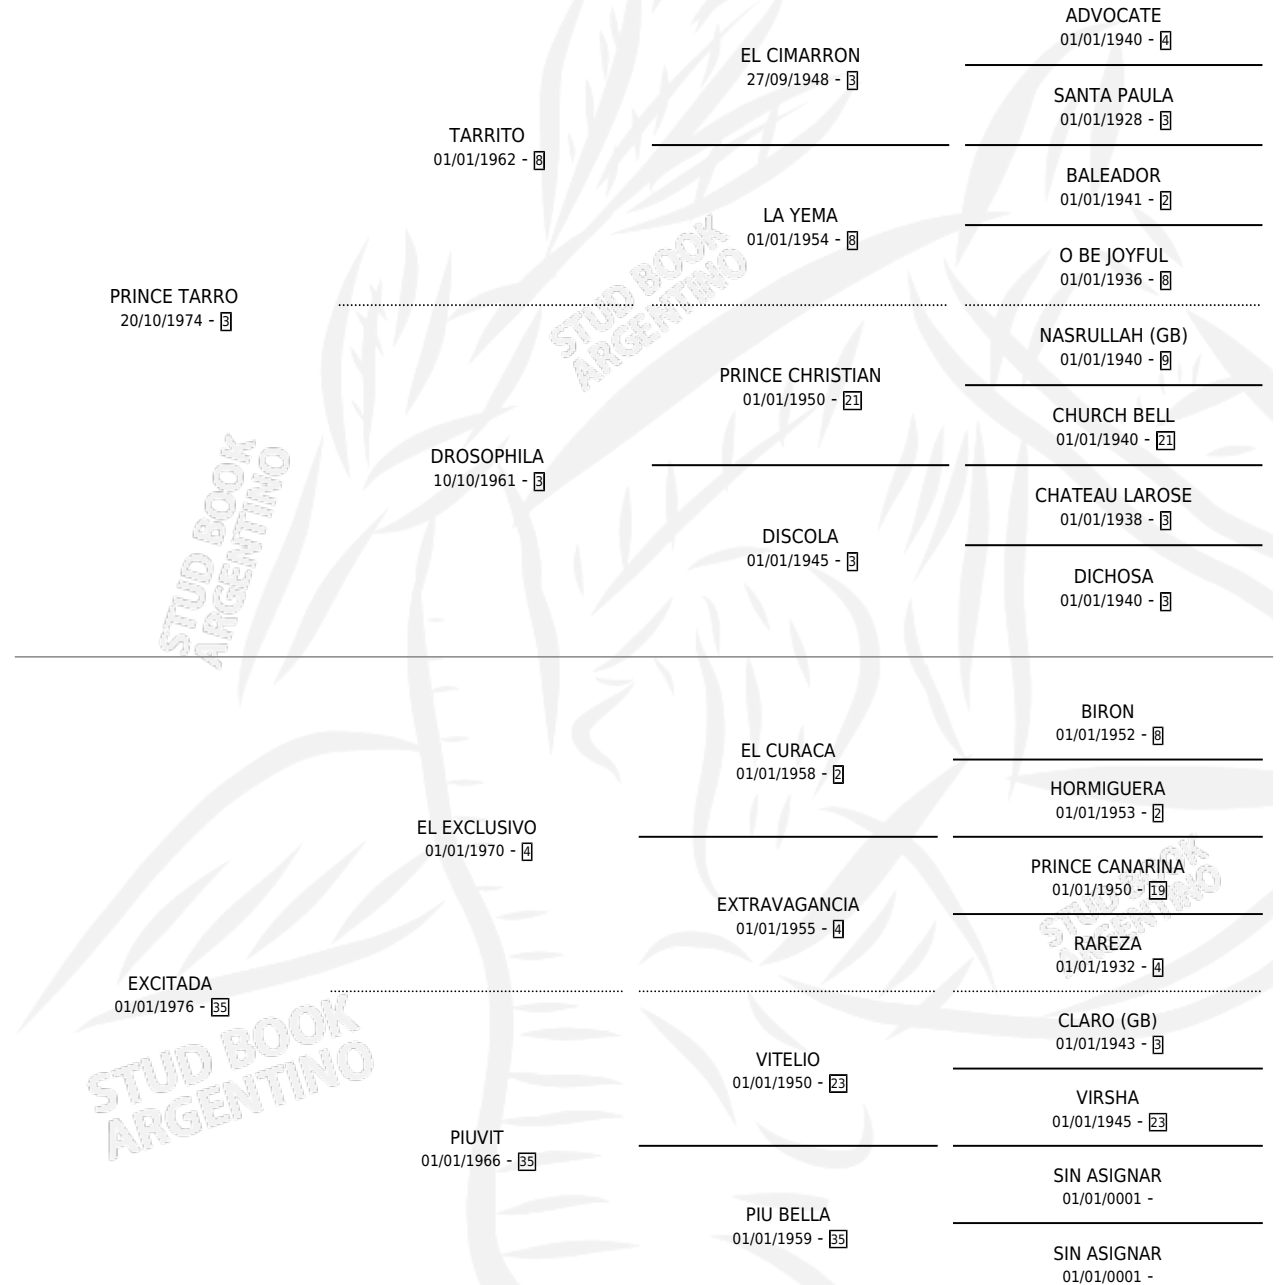 ADVOCATE
01/01/1940 - 4
EL CIMARRON
27/09/1948 - 3
SANTA PAULA
01/01/1928 - 3
TARRITO
01/01/1962 - 8
BALEADOR
01/01/1941 - 2
LA YEMA
01/01/1954 - 8
O BE JOYFUL
01/01/1936 - 8
PRINCE TARRO
20/10/1974 - 3
NASRULLAH (GB)
01/01/1940 - 9
PRINCE CHRISTIAN
01/01/1950 - 21
CHURCH BELL
01/01/1940 - 21
DROSOPHILA
10/10/1961 - 3
CHATEAU LAROSE
01/01/1938 - 3
DISCOLA
01/01/1945 - 3
DICHOSA
01/01/1940 - 3
BIRON
01/01/1952 - 8
EL CURACA
01/01/1958 - 2
HORMIGUERA
01/01/1953 - 2
EL EXCLUSIVO
01/01/1970 - 4
PRINCE CANARINA
01/01/1950 - 19
EXTRAVAGANCIA
01/01/1955 - 4
RAREZA
01/01/1932 - 4
EXCITADA
01/01/1976 - 35
CLARO (GB)
01/01/1943 - 3
VITELIO
01/01/1950 - 23
VIRSHA
01/01/1945 - 23
PIUVIT
01/01/1966 - 35
SIN ASIGNAR
01/01/0001 -
PIU BELLA
01/01/1959 - 35
SIN ASIGNAR
01/01/0001 -
STUD BOOK
ARGENTINO
STUD BOOK
ARGENTINO
STUD BOOK
ARGENTINO
STUD BOOK
ARGENTINO